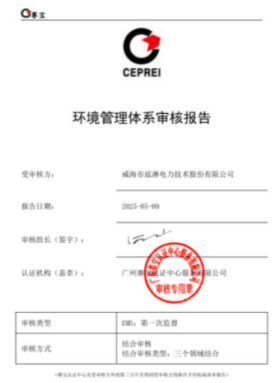 赛宝
CEPREI
环境管理体系审核报告
受审核方：
威海市泓淋电力技术股份有限公司
报告日期：
2025-05-09
审核组长（签字）：
认证机构（盖章）：
广州赛宝认证中心服务有限公司
审核专用章
审核类型
EMS：第一次监督
审核方式
结合审核
结合审核类型：三个领域结合